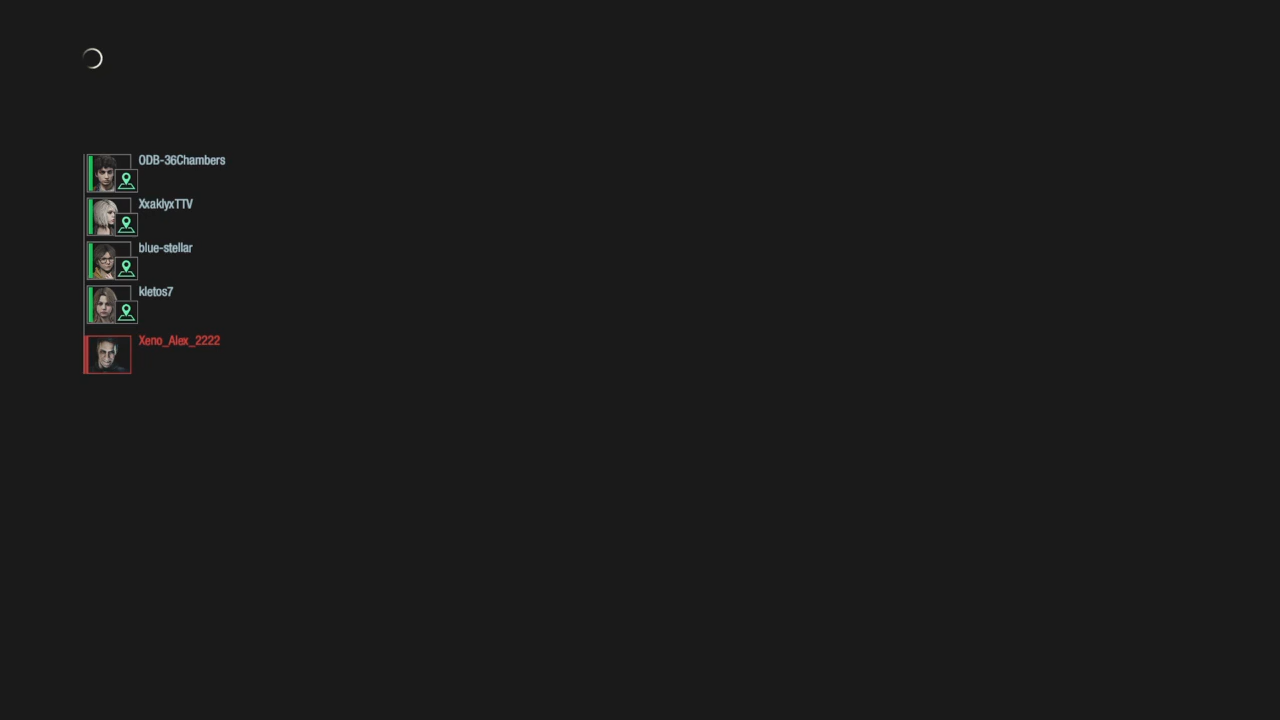 ODB-36Chambers
XxaklyxTTV
blue-stellar
kletos7
Xeno_Alex_2222